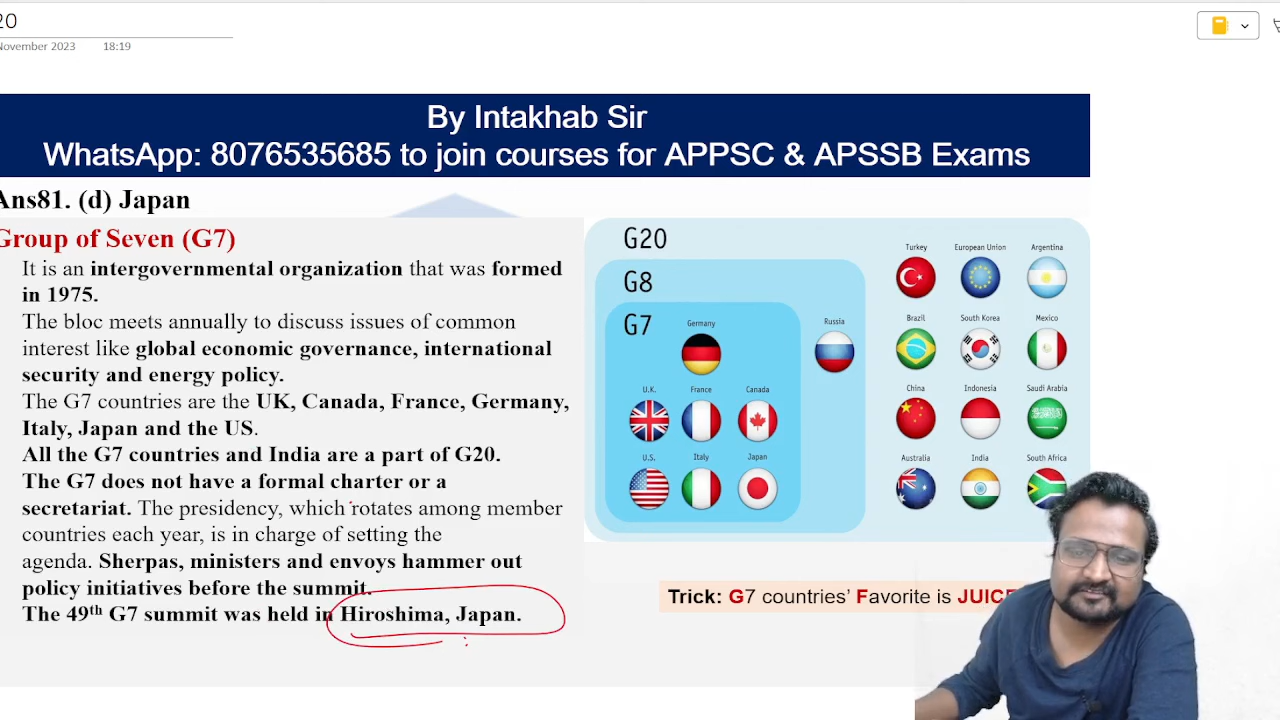 20
November 2023 18:19
By Intakhab Sir
WhatsApp: 8076535685 to join courses for APPSC & APSSB Exams
Ans81. (d) Japan
Group of Seven (G7)
It is an intergovernmental organization that was formed
in 1975.
The bloc meets annually to discuss issues of common
interest like global economic governance, international
security and energy policy.
The G7 countries are the UK, Canada, France, Germany,
Italy, Japan and the US.
All the G7 countries and India are a part of G20.
The G7 does not have a formal charter or a
secretariat. The presidency, which rotates among member
countries each year, is in charge of setting the
agenda. Sherpas, ministers and envoys hammer out
policy initiatives before the summit.
The 49th G7 summit was held in Hiroshima, Japan.
G20
G8
G7
Germany
U.K. France Canada
U.S. Italy Japan
Russia
Turkey European Union Argentina
Brazil South Korea Mexico
China Indonesia Saudi Arabia
Australia India South Africa
Trick: G7 countries' Favorite is JUICE